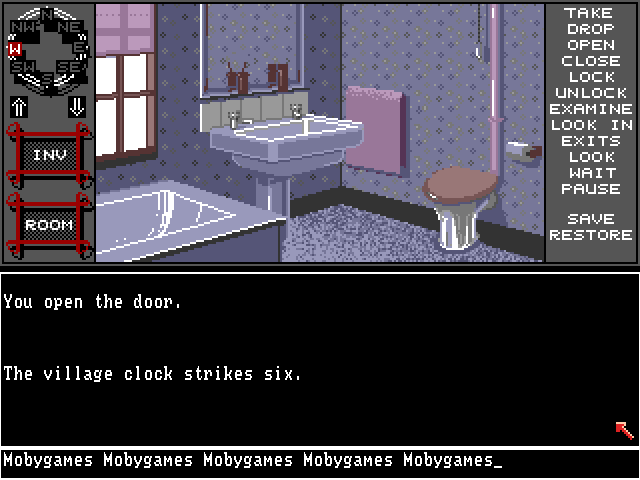 N
NW NE
W E
SW SE
S
INV
ROOM
TAKE
DROP
OPEN
CLOSE
LOCK
UNLOCK
EXAMINE
LOOK IN
EXITS
LOOK
WAIT
PAUSE
SAVE
RESTORE
You open the door.
The village clock strikes six.
Mobygames Mobygames Mobygames Mobygames Mobygames_